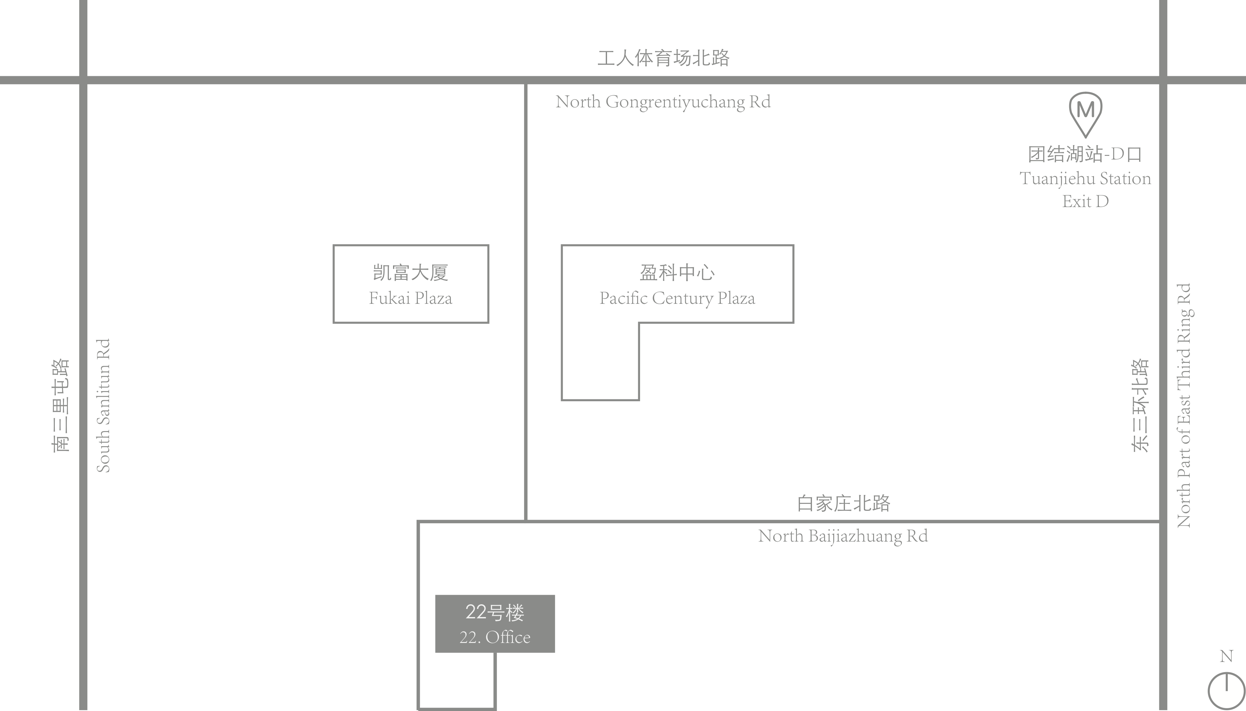 工人体育场北路
North Gongrentiyuchang Rd
M
团结湖站-D口
Tuanjiehu Station
Exit D
凯富大厦
Fukai Plaza
盈科中心
Pacific Century Plaza
南三里屯路
South Sanlitun Rd
东三环北路
North Part of East Third Ring Rd
白家庄北路
North Baijiazhuang Rd
22号楼
22. Office
N